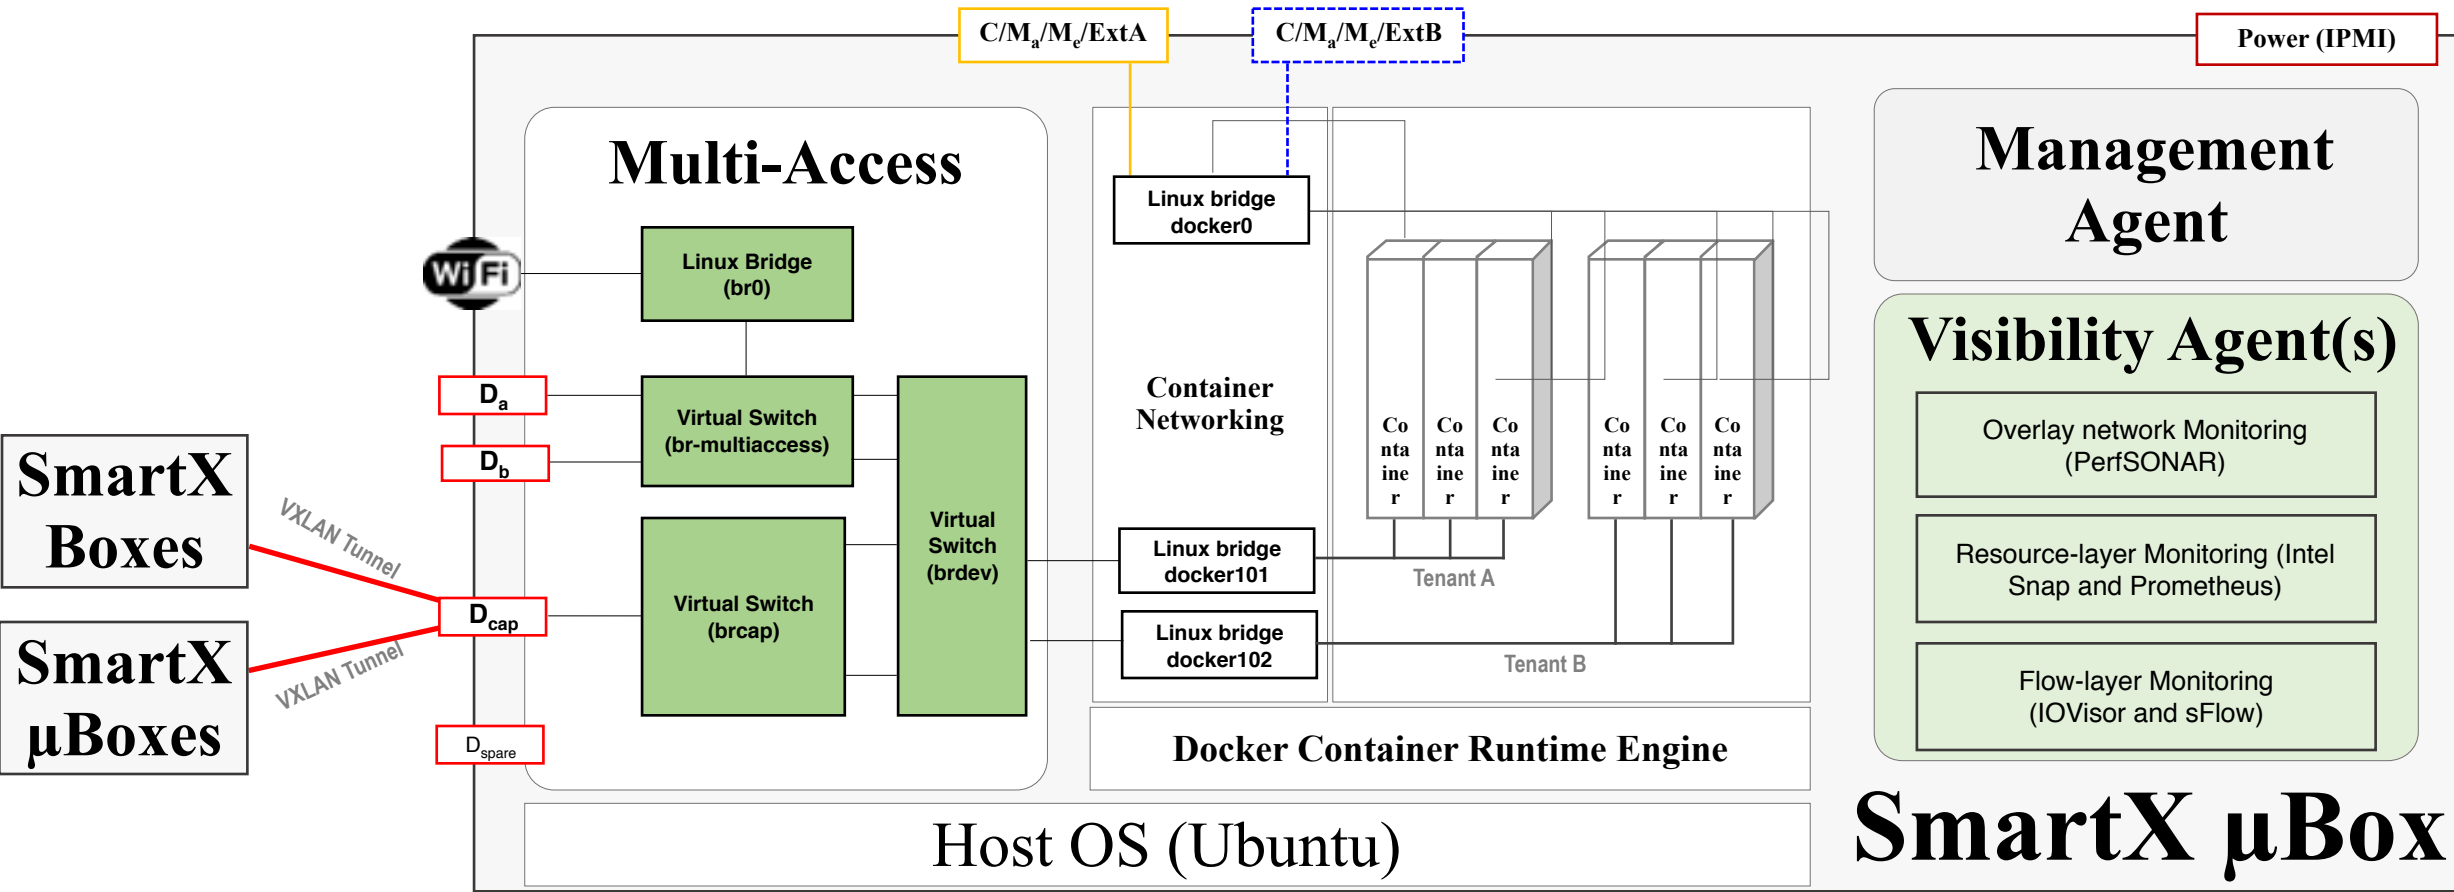 C/Ma/Me/ExtA
C/Ma/Me/ExtB
Power (IPMI)
Multi-Access
WiFi
Linux Bridge
(br0)
Da
Virtual Switch
(br-multiaccess)
Db
SmartX
Boxes
VXLAN Tunnel
Virtual
Switch
(brdev)
Dcap
Virtual Switch
(brcap)
SmartX
µBoxes
VXLAN Tunnel
Dspare
Linux bridge
docker0
Container
Networking
Co
nta
ine
r
Co
nta
ine
r
Co
nta
ine
r
Co
nta
ine
r
Co
nta
ine
r
Co
nta
ine
r
Linux bridge
docker101
Tenant A
Linux bridge
docker102
Tenant B
Docker Container Runtime Engine
Host OS (Ubuntu)
Management
Agent
Visibility Agent(s)
Overlay network Monitoring
(PerfSONAR)
Resource-layer Monitoring (Intel
Snap and Prometheus)
Flow-layer Monitoring
(IOVisor and sFlow)
SmartX µBox